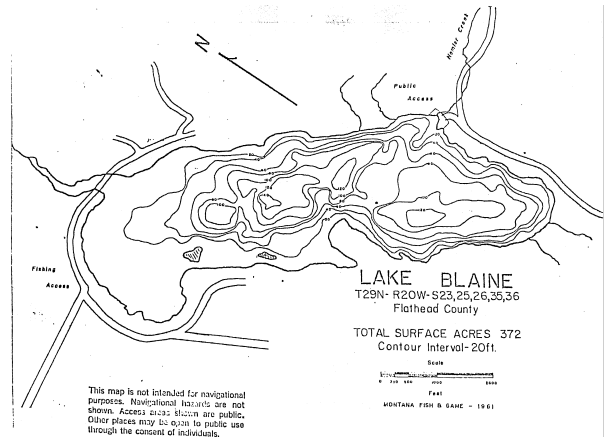 N
Hemler Creek
Public
Access
Fishing
Access
LAKE BLAINE
T29N-R20W-S23,25,26,35,36
Flathead County
TOTAL SURFACE ACRES 372
Contour Interval-20ft.
Scale
Feet
MONTANA FISH & GAME - 1961
This map is not intended for navigational
purposes. Navigational hazards are not
shown. Access areas shown are public.
Other places may be open to public use
through the consent of individuals.